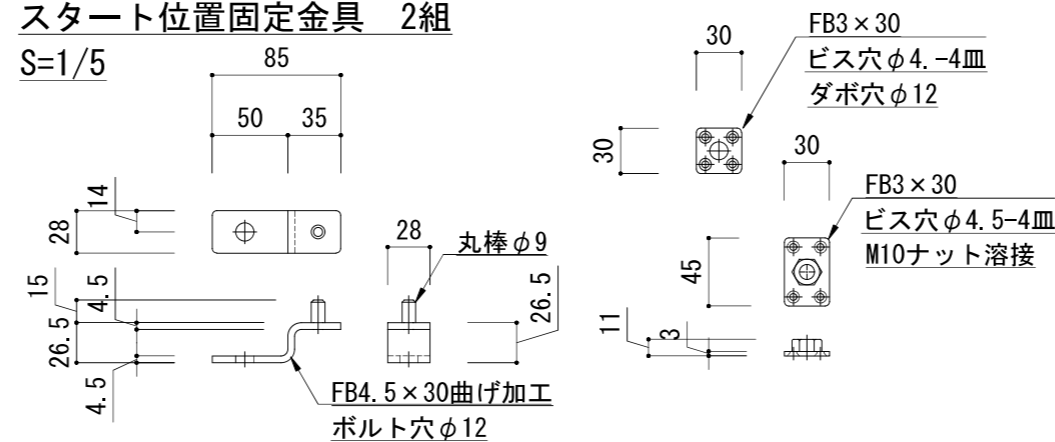 スタート位置固定金具　2組
S=1/5
85
50
35
14
28
15
4.5
26.5
4.5
28
丸棒φ9
26.5
FB4.5×30曲げ加工
ボルト穴φ12
30
30
FB3×30
ビス穴φ4.-4皿
ダボ穴φ12
30
45
11
3
FB3×30
ビス穴φ4.5-4皿
M10ナット溶接